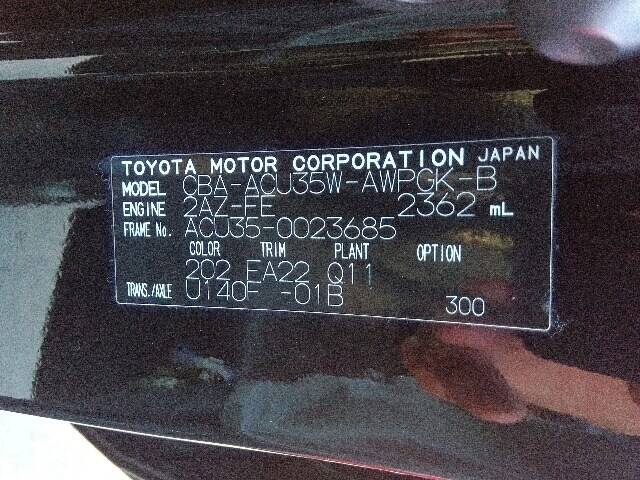 TOYOTA MOTOR CORPORATION JAPAN
MODEL CBA-ACU35W-AWPGK-B
ENGINE 2AZ-FE 2362 mL
FRAME No. ACU35-0023685
COLOR TRIM PLANT OPTION
202 FA22 Q11
TRANS./AXLE U140F -01B 300